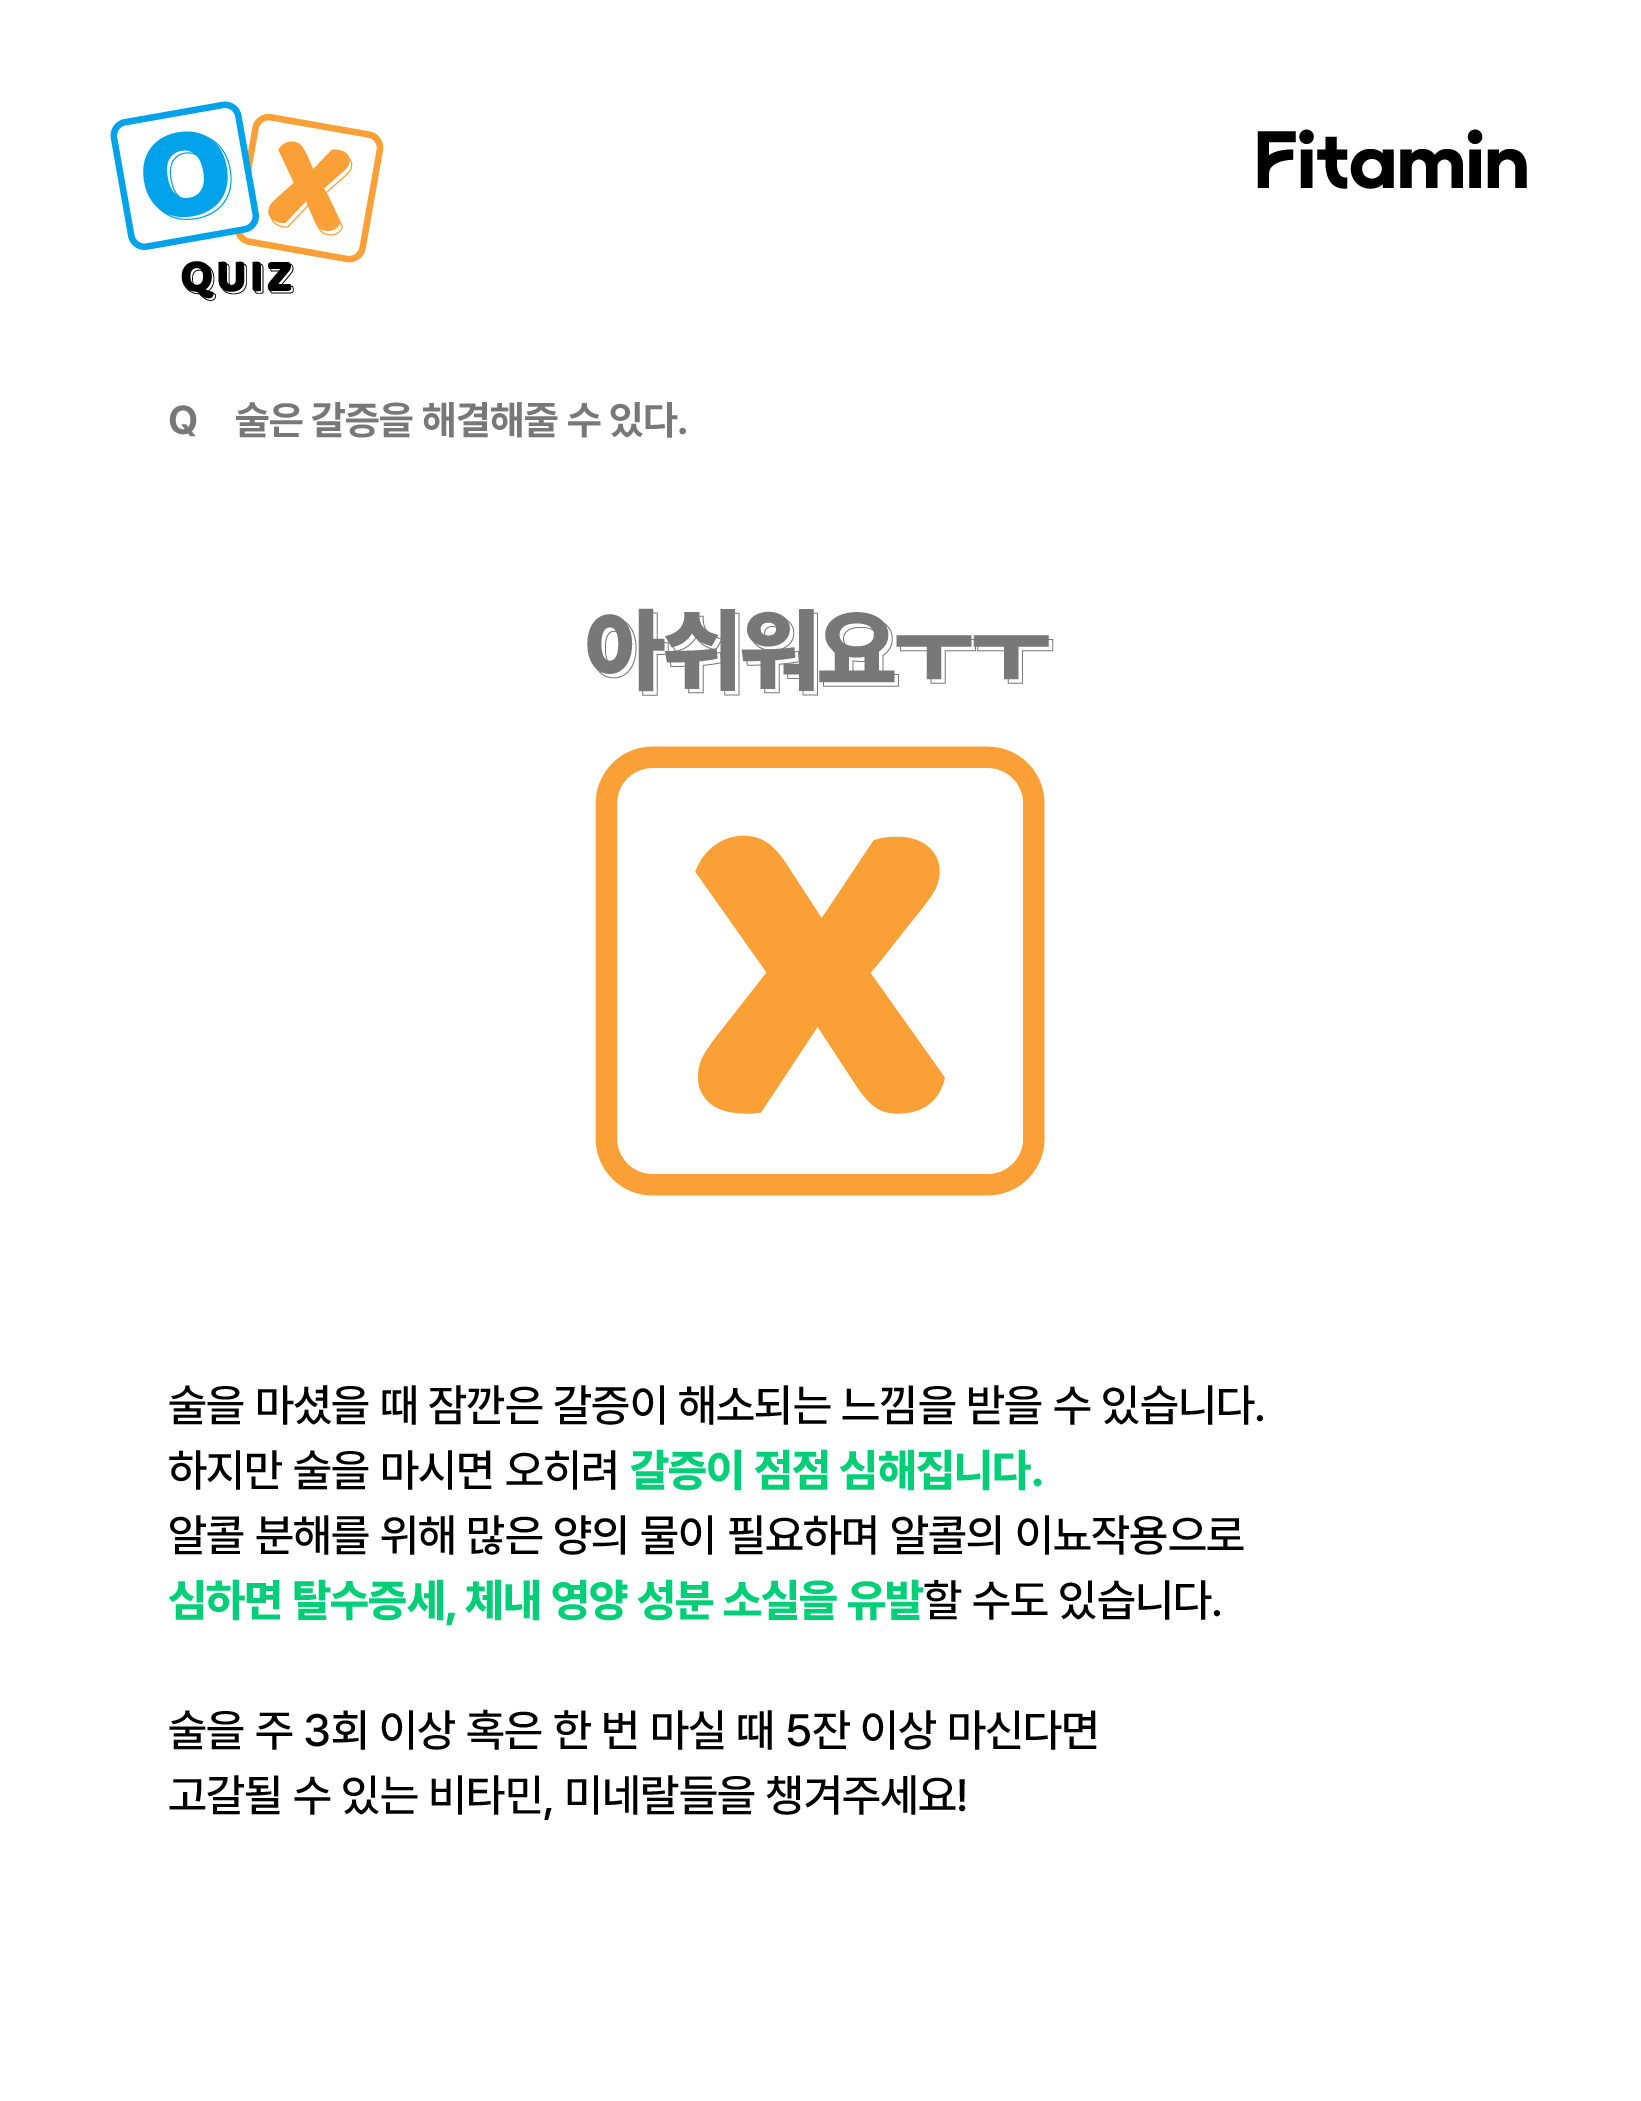 O X
QUIZ
Fitamin
Q 술은 갈증을 해결해줄 수 있다.
아쉬워요ㅜㅜ
X
술을 마셨을 때 잠깐은 갈증이 해소되는 느낌을 받을 수 있습니다.
하지만 술을 마시면 오히려 갈증이 점점 심해집니다.
알콜 분해를 위해 많은 양의 물이 필요하며 알콜의 이뇨작용으로
심하면 탈수증세, 체내 영양 성분 소실을 유발할 수도 있습니다.
술을 주 3회 이상 혹은 한 번 마실 때 5잔 이상 마신다면
고갈될 수 있는 비타민, 미네랄들을 챙겨주세요!